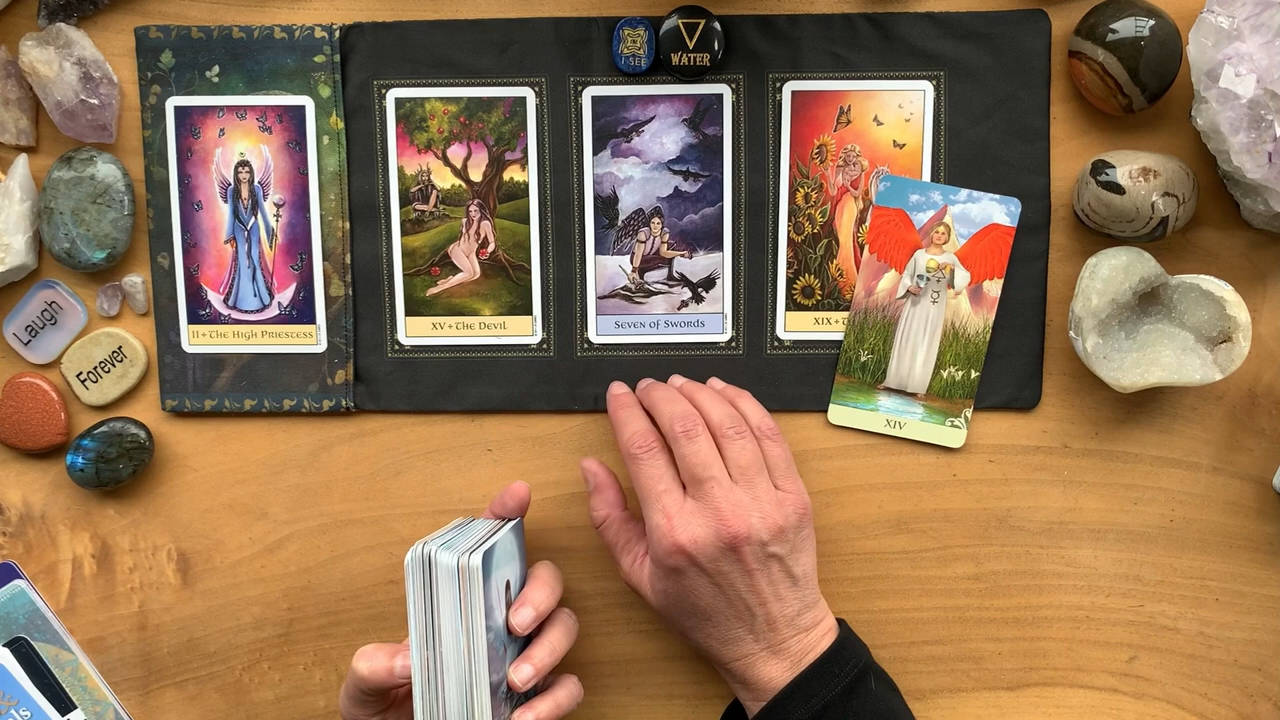 I SEE
WATER
II + THE HIGH PRIESTESS
XV + THE DEVIL
SEVEN OF SWORDS
XIX + T
XIV
Laugh
Forever